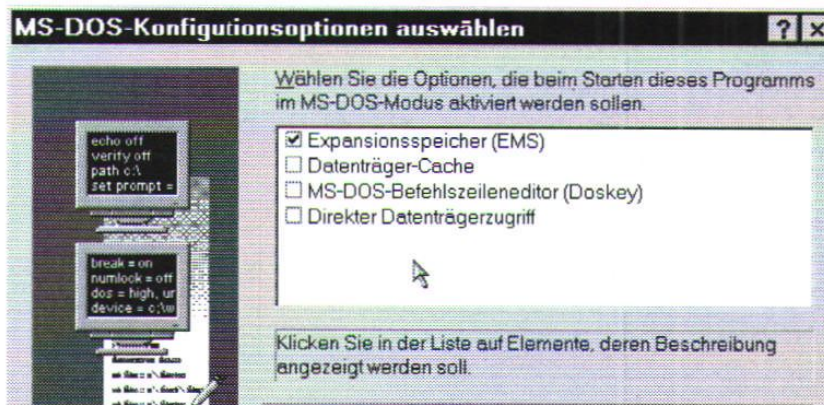 MS-DOS-Konfigutionsoptionen auswählen
Wählen Sie die Optionen, die beim Starten dieses Programms
im MS-DOS-Modus aktiviert werden sollen.
echo off
verify off
path c:\
set prompt =
Expansionsspeicher (EMS)
Datenträger-Cache
MS-DOS-Befehlszeileneditor (Doskey)
Direkter Datenträgerzugriff
break = on
numlock = off
dos = high, ur
device = c:\w
Klicken Sie in der Liste auf Elemente, deren Beschreibung
angezeigt werden soll.